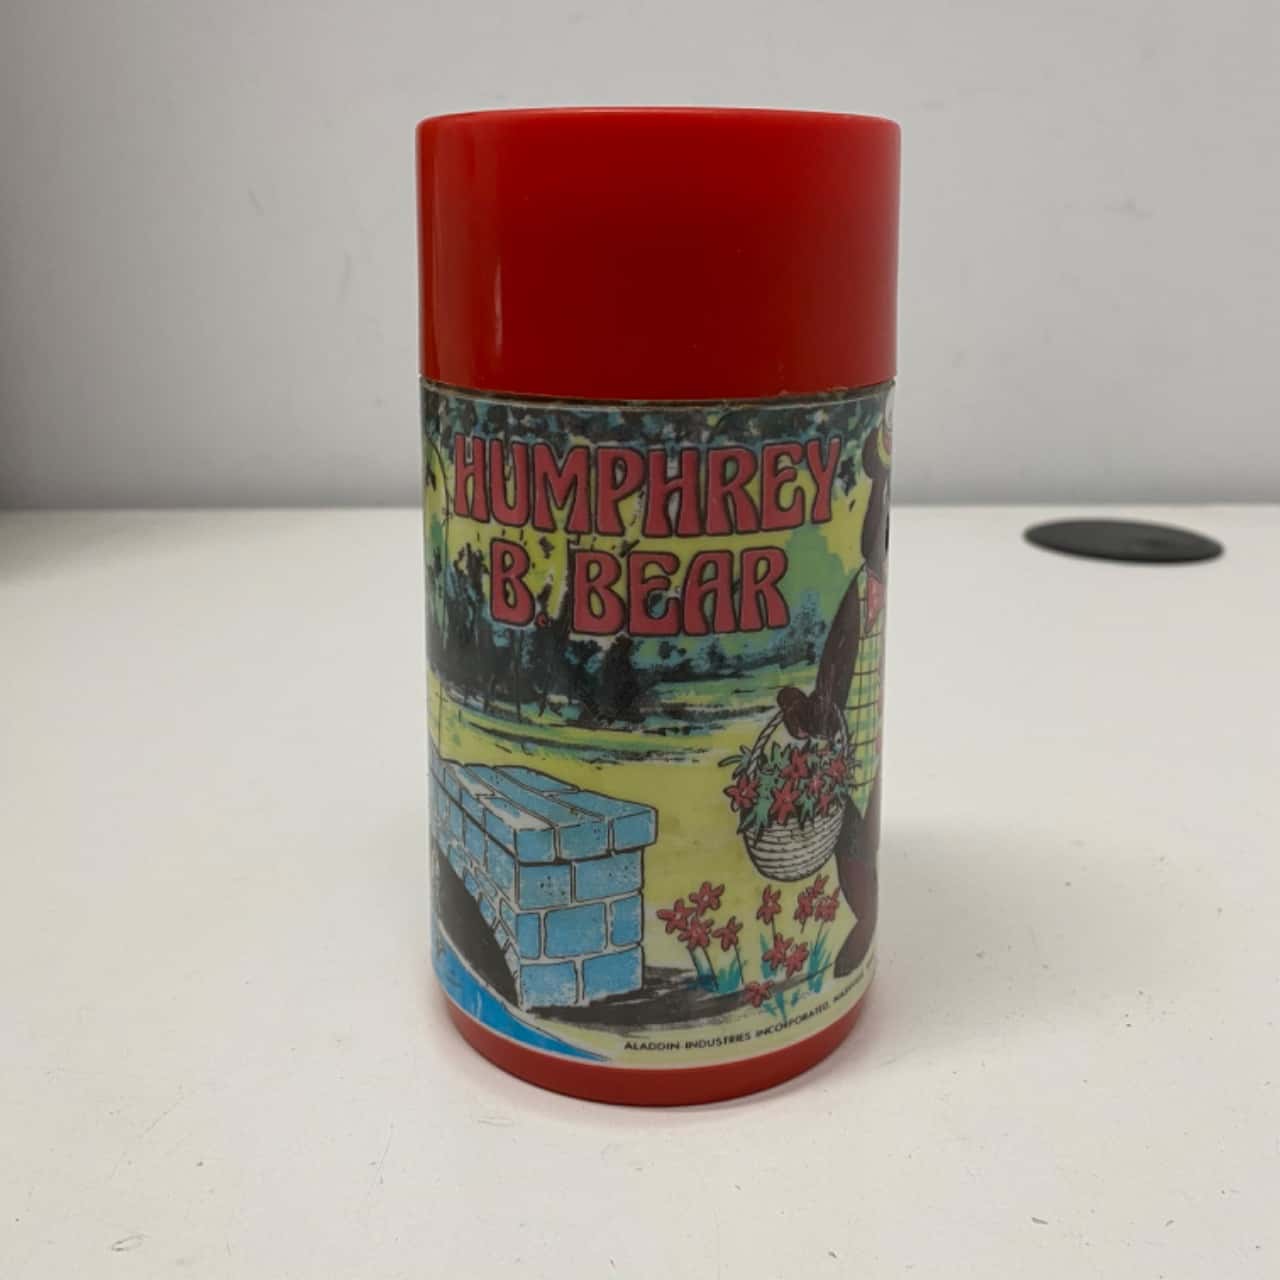 HUMPHREY
B. BEAR
ALADDIN INDUSTRIES INCORPORATED,